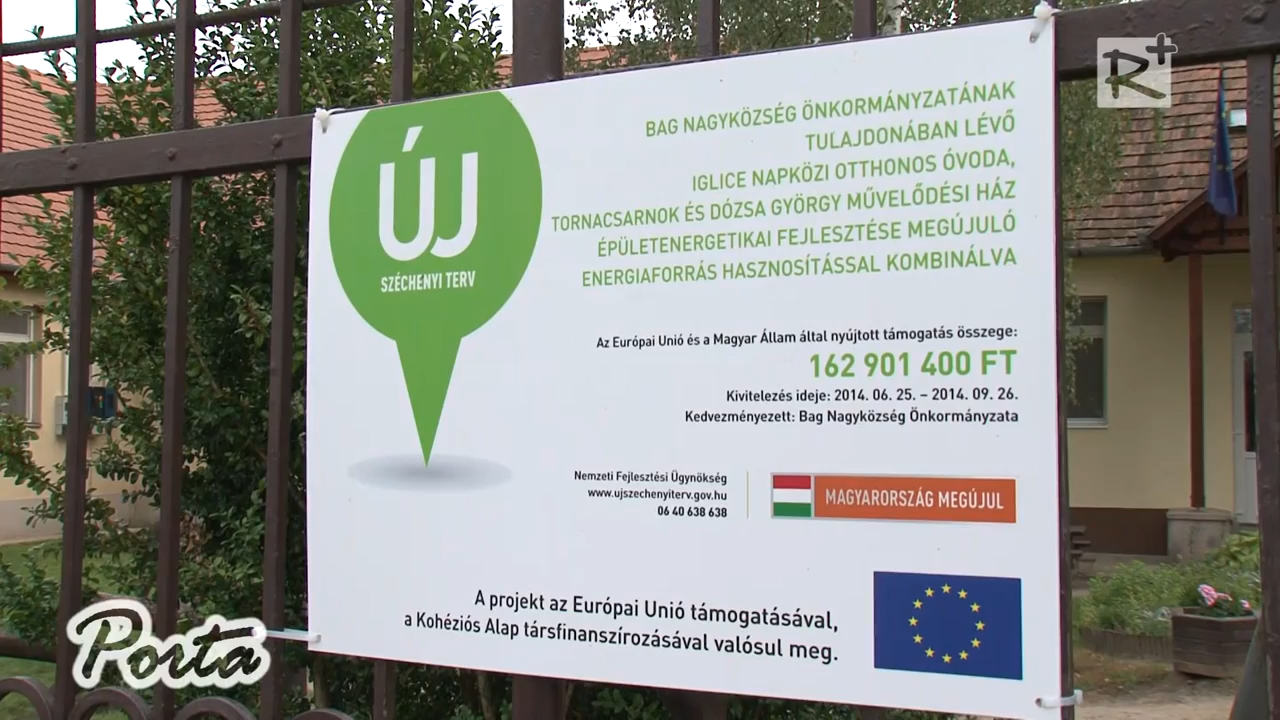 R+
BAG NAGYKÖZSÉG ÖNKORMÁNYZATÁNAK
TULAJDONÁBAN LÉVŐ
IGLICE NAPKÖZI OTTHONOS ÓVODA,
TORNACSARNOK ÉS DÓZSA GYÖRGY MŰVELŐDÉSI HÁZ
ÉPÜLETENERGETIKAI FEJLESZTÉSE MEGÚJULÓ
ENERGIAFORRÁS HASZNOSÍTÁSSAL KOMBINÁLVA
ÚJ
SZÉCHENYI TERV
Az Európai Unió és a Magyar Állam által nyújtott támogatás összege:
162 901 400 FT
Kivitelezés ideje: 2014. 06. 25. – 2014. 09. 26.
Kedvezményezett: Bag Nagyközség Önkormányzata
Nemzeti Fejlesztési Ügynökség
www.ujszechenyiterv.gov.hu
06 40 638 638
MAGYARORSZÁG MEGÚJUL
A projekt az Európai Unió támogatásával,
a Kohéziós Alap társfinanszírozásával valósul meg.
Porta